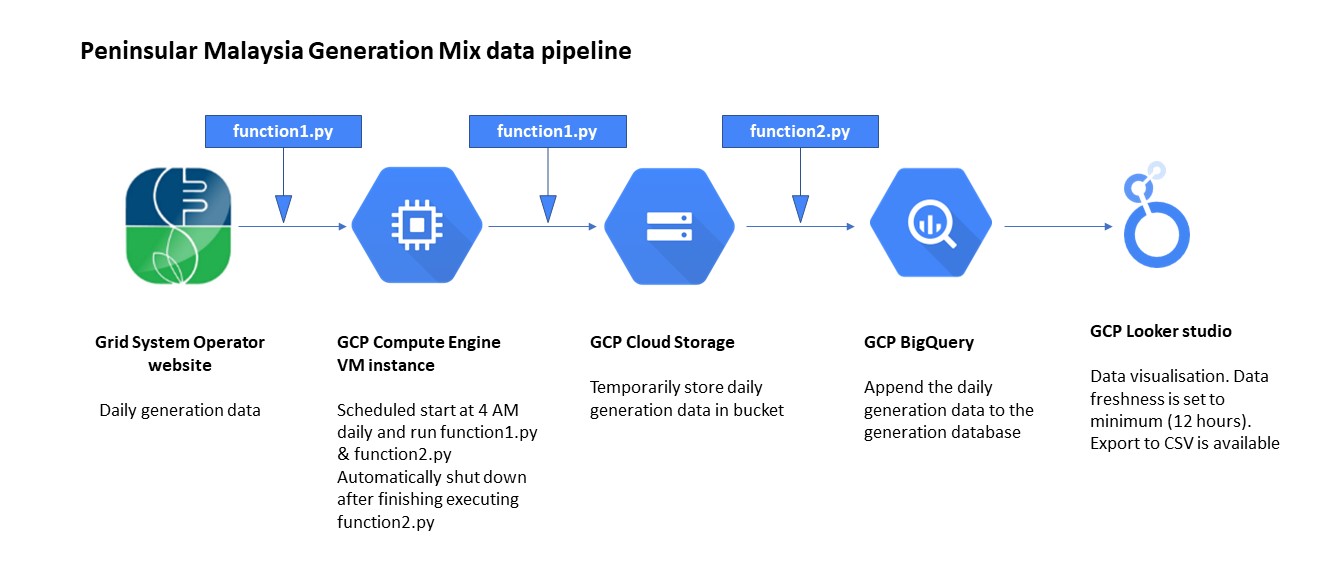 Peninsular Malaysia Generation Mix data pipeline
function1.py
function1.py
function2.py
Grid System Operator
website
Daily generation data
GCP Compute Engine
VM instance
Scheduled start at 4 AM
daily and run function1.py
& function2.py
Automatically shut down
after finishing executing
function2.py
GCP Cloud Storage
Temporarily store daily
generation data in bucket
GCP BigQuery
Append the daily
generation data to the
generation database
GCP Looker studio
Data visualisation. Data
freshness is set to
minimum (12 hours).
Export to CSV is available